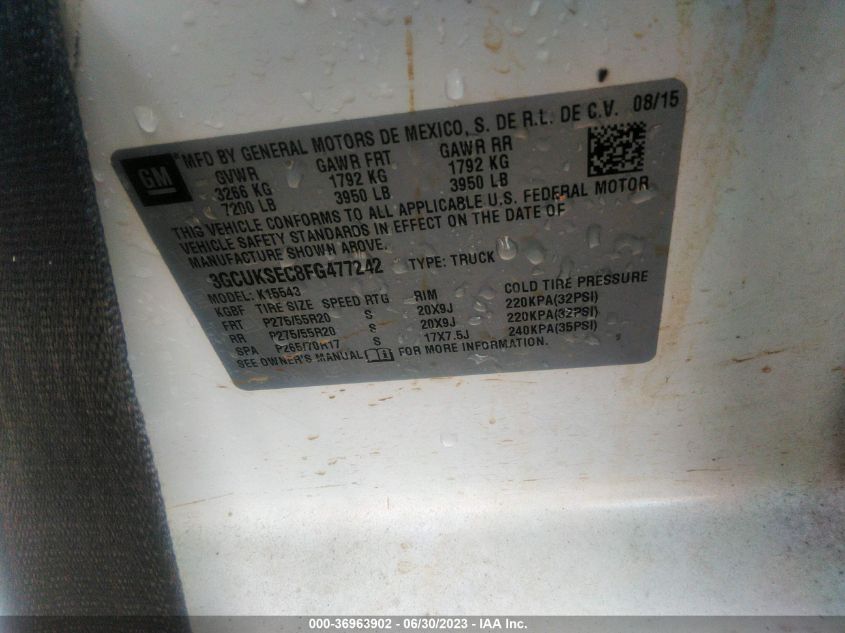 GM ® MFD BY GENERAL MOTORS DE MEXICO, S. DE R.L. DE C.V. 08/15
GVWR GAWR FRT GAWR RR
3266 KG 1792 KG 1792 KG
7200 LB 3950 LB 3950 LB
THIS VEHICLE CONFORMS TO ALL APPLICABLE U.S. FEDERAL MOTOR
VEHICLE SAFETY STANDARDS IN EFFECT ON THE DATE OF
MANUFACTURE SHOWN ABOVE.
3GCUKSEC8FG477242 TYPE: TRUCK
MODEL: K15543
KGBF TIRE SIZE SPEED RTG RIM COLD TIRE PRESSURE
FRT P275/55R20 S 20X9J 220KPA(32PSI)
RR P275/55R20 S 20X9J 220KPA(32PSI)
SPA P265/70R17 S 17X7.5J 240KPA(35PSI)
SEE OWNER'S MANUAL FOR MORE INFORMATION.
000-36963902 - 06/30/2023 - IAA Inc.